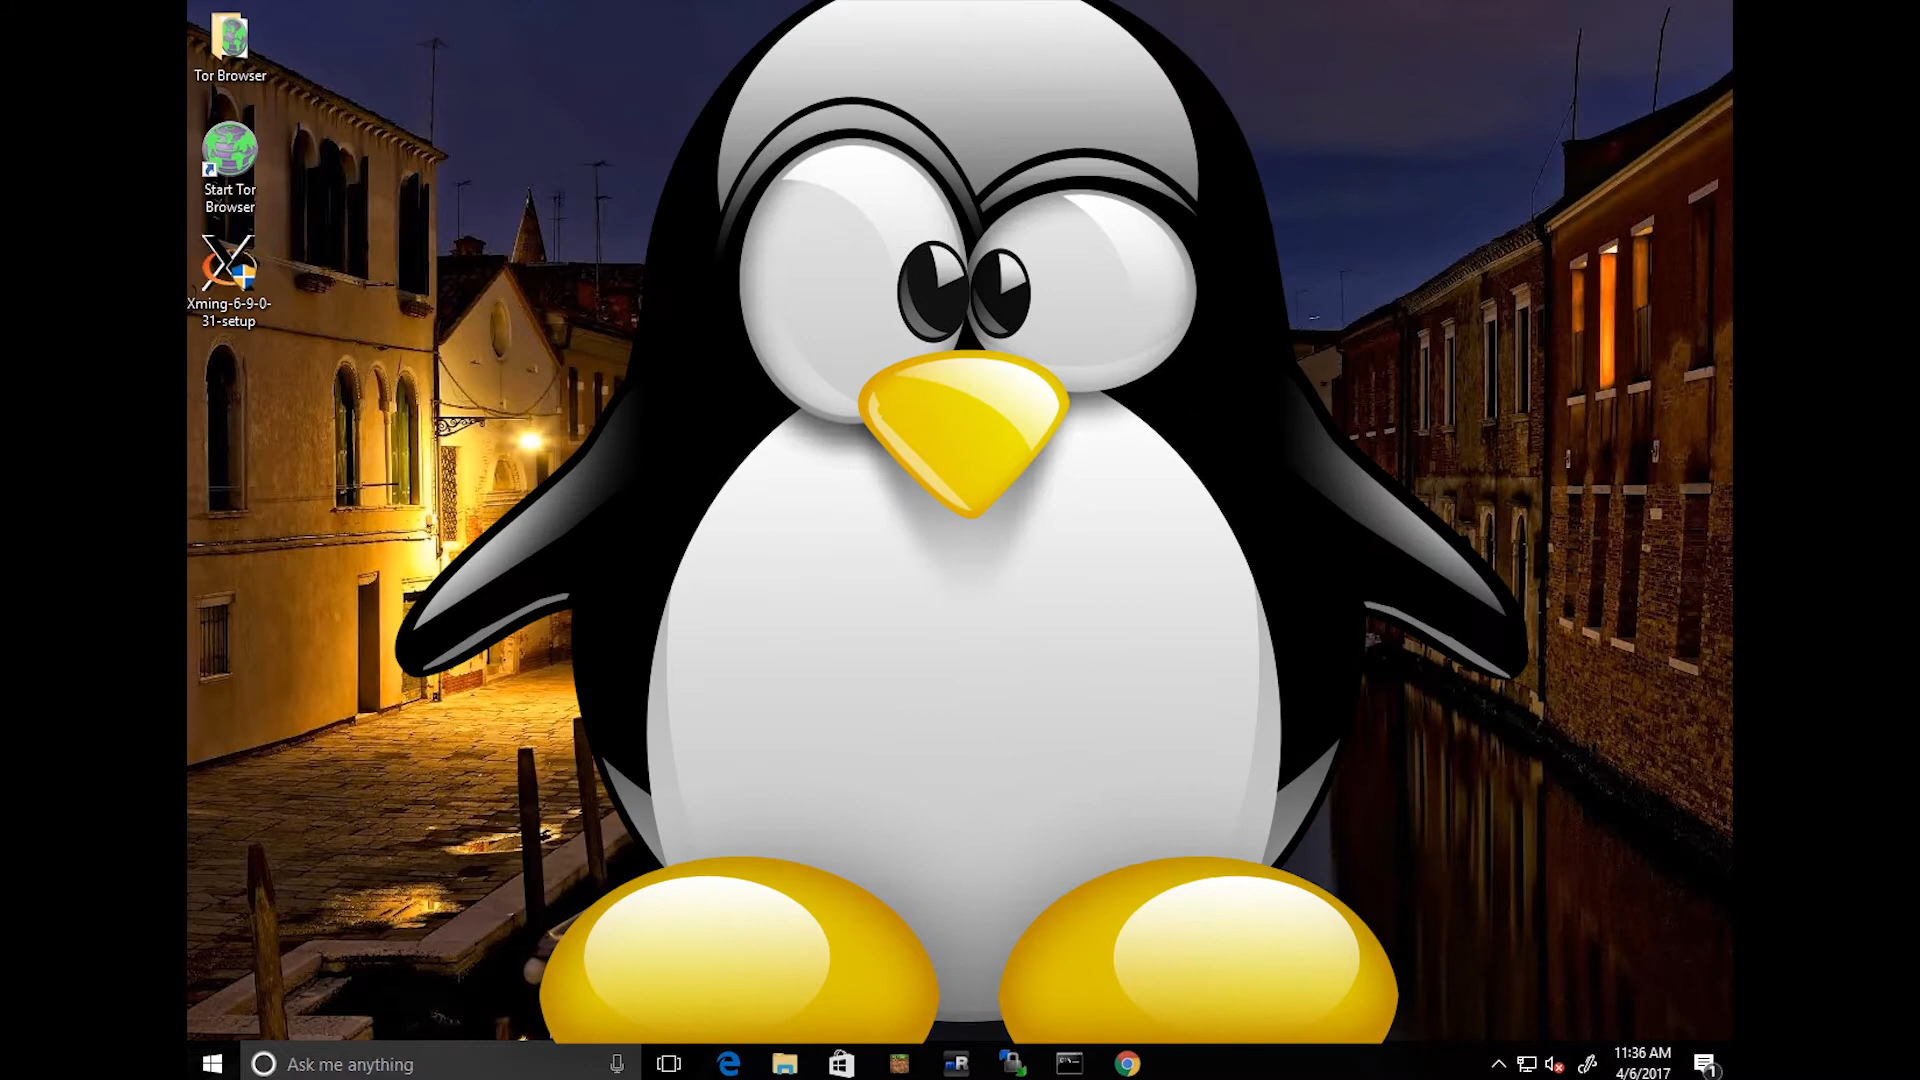 Tor Browser
Start Tor
Browser
Xming-6-9-0-
31-setup
Ask me anything
R
11:36 AM
4/6/2017
1